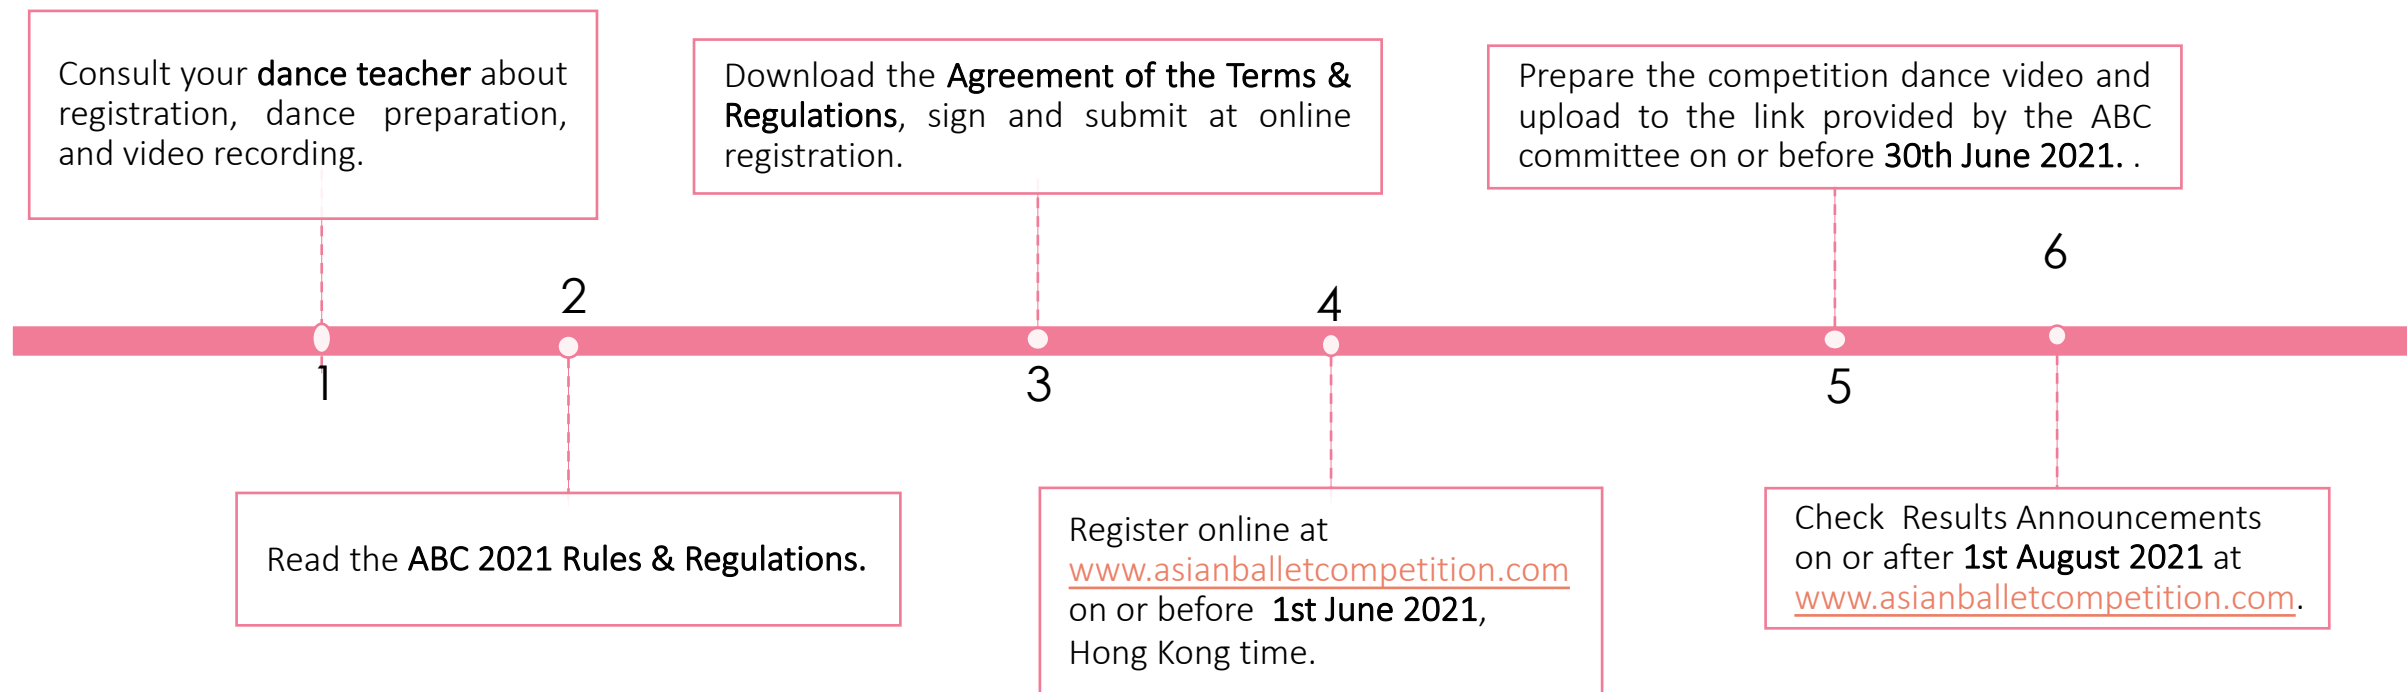 1
Consult your dance teacher about
registration, dance preparation,
and video recording.
2
Read the ABC 2021 Rules & Regulations.
3
Download the Agreement of the Terms &
Regulations, sign and submit at online
registration.
4
Register online at
www.asianballetcompetition.com
on or before 1st June 2021,
Hong Kong time.
5
Prepare the competition dance video and
upload to the link provided by the ABC
committee on or before 30th June 2021. .
6
Check Results Announcements
on or after 1st August 2021 at
www.asianballetcompetition.com.